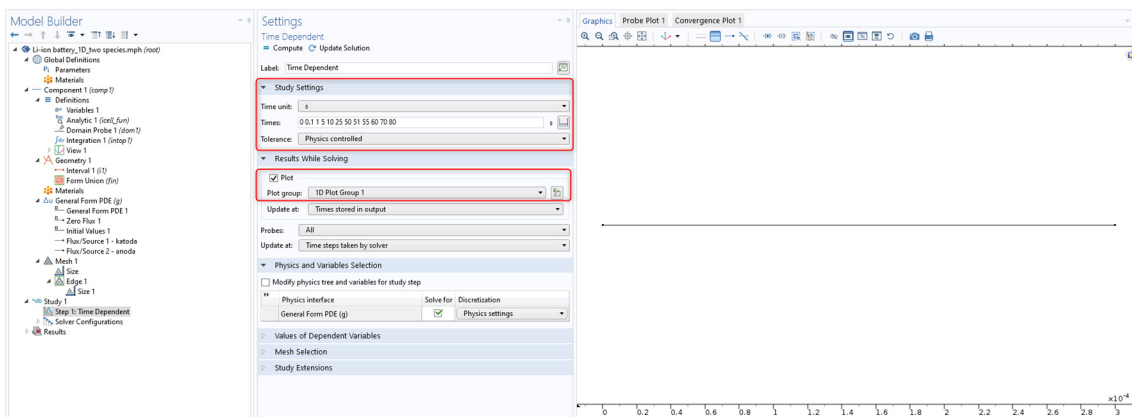 Model Builder
Li-ion battery_1D_two species.mph (root)
Global Definitions
Pi Parameters
Materials
Component 1 (comp1)
Definitions
a= Variables 1
Analytic 1 (icell_fun)
Domain Probe 1 (dom1)
Integration 1 (intop1)
View 1
Geometry 1
Interval 1 (i1)
Form Union (fin)
Materials
Δu General Form PDE (g)
General Form PDE 1
Zero Flux 1
Initial Values 1
Flux/Source 1 - katoda
Flux/Source 2 - anoda
Mesh 1
Size
Edge 1
Size 1
Study 1
Step 1: Time Dependent
Solver Configurations
Results
Settings
Time Dependent
= Compute Update Solution
Label: Time Dependent
Study Settings
Time unit: s
Times: 0 0.1 1 5 10 25 50 51 55 60 70 80 s
Tolerance: Physics controlled
Results While Solving
Plot
Plot group: 1D Plot Group 1
Update at: Times stored in output
Probes: All
Update at: Time steps taken by solver
Physics and Variables Selection
Modify physics tree and variables for study step
Physics interface Solve for Discretization
General Form PDE (g) Physics settings
Values of Dependent Variables
Mesh Selection
Study Extensions
Graphics Probe Plot 1 Convergence Plot 1
×10⁻⁴
0 0.2 0.4 0.6 0.8 1 1.2 1.4 1.6 1.8 2 2.2 2.4 2.6 2.8 3